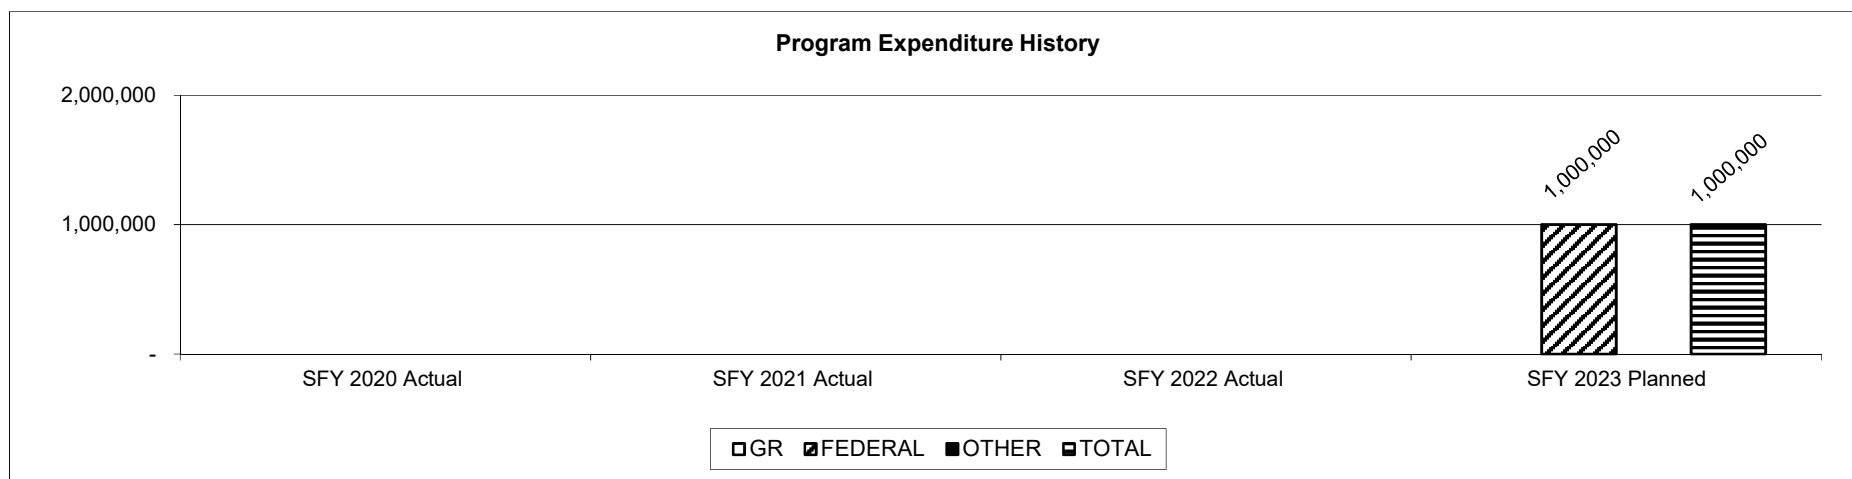 Program Expenditure History
2,000,000
1,000,000
-
1,000,000
1,000,000
SFY 2020 Actual
SFY 2021 Actual
SFY 2022 Actual
SFY 2023 Planned
GR FEDERAL OTHER TOTAL